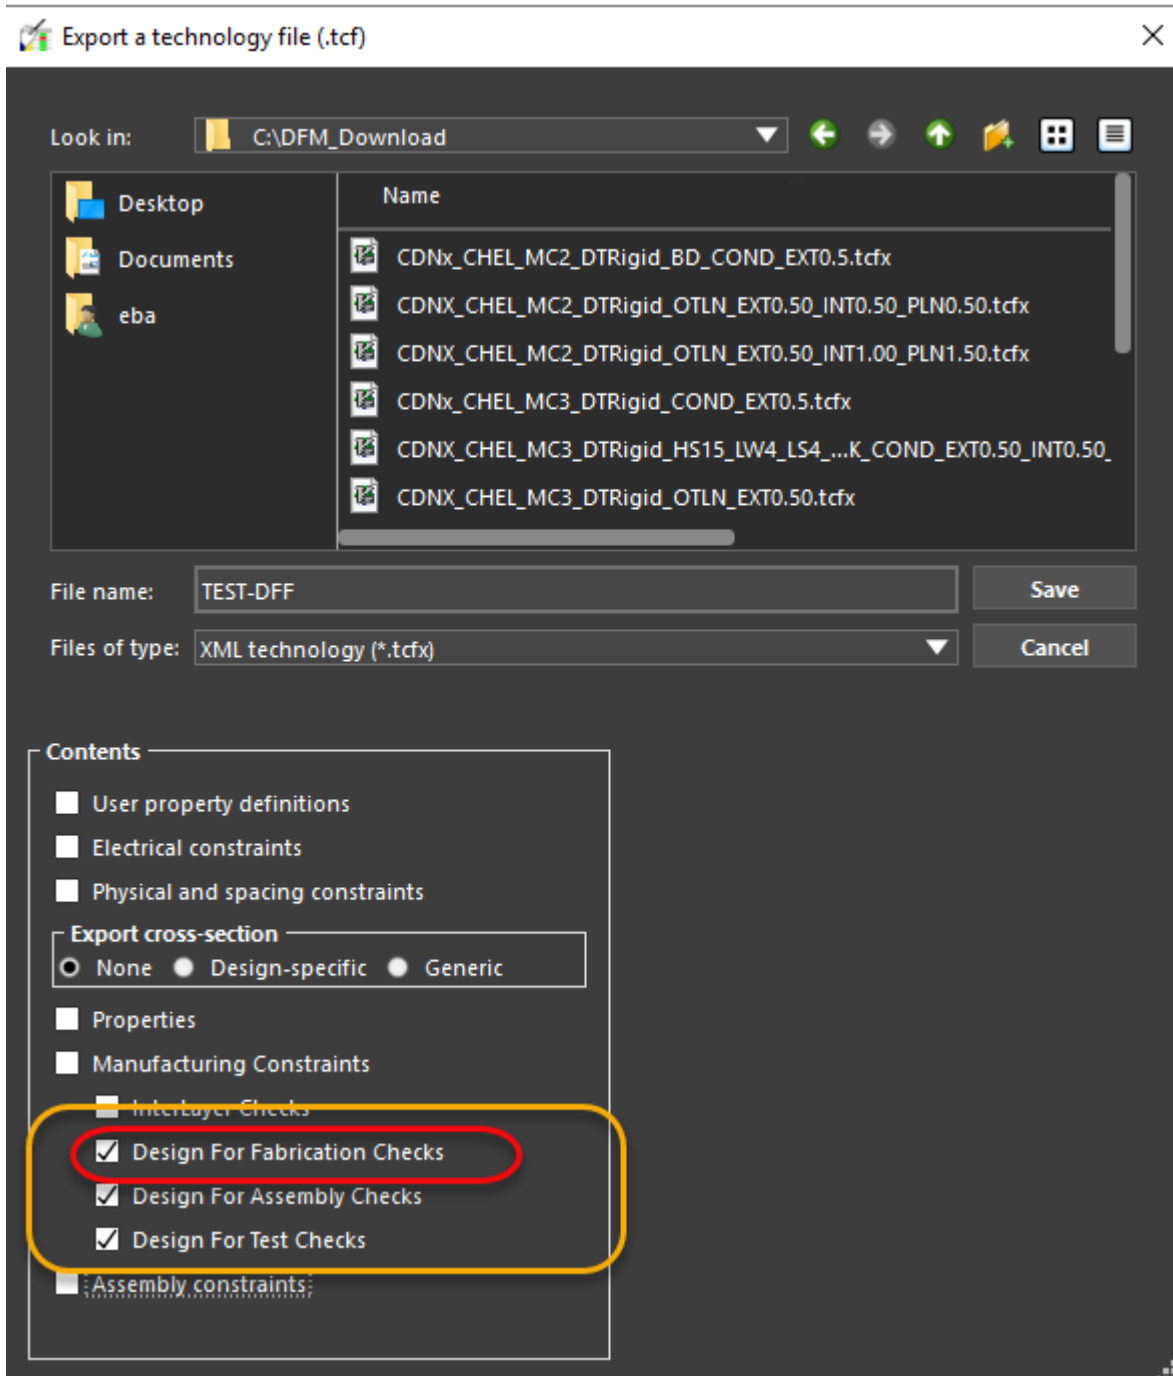 Export a technology file (.tcf)
Look in:
C:\DFM_Download
Desktop
Documents
eba
Name
CDNx_CHEL_MC2_DTRigid_BD_COND_EXT0.5.tcfx
CDNX_CHEL_MC2_DTRigid_OTLN_EXT0.50_INT0.50_PLN0.50.tcfx
CDNX_CHEL_MC2_DTRigid_OTLN_EXT0.50_INT1.00_PLN1.50.tcfx
CDNx_CHEL_MC3_DTRigid_COND_EXT0.5.tcfx
CDNX_CHEL_MC3_DTRigid_HS15_LW4_LS4_...K_COND_EXT0.50_INT0.50_
CDNX_CHEL_MC3_DTRigid_OTLN_EXT0.50.tcfx
File name: TEST-DFF Save
Files of type: XML technology (*.tcfx) Cancel
Contents
User property definitions
Electrical constraints
Physical and spacing constraints
Export cross-section
None Design-specific Generic
Properties
Manufacturing Constraints
InterLayer Checks
Design For Fabrication Checks
Design For Assembly Checks
Design For Test Checks
Assembly constraints